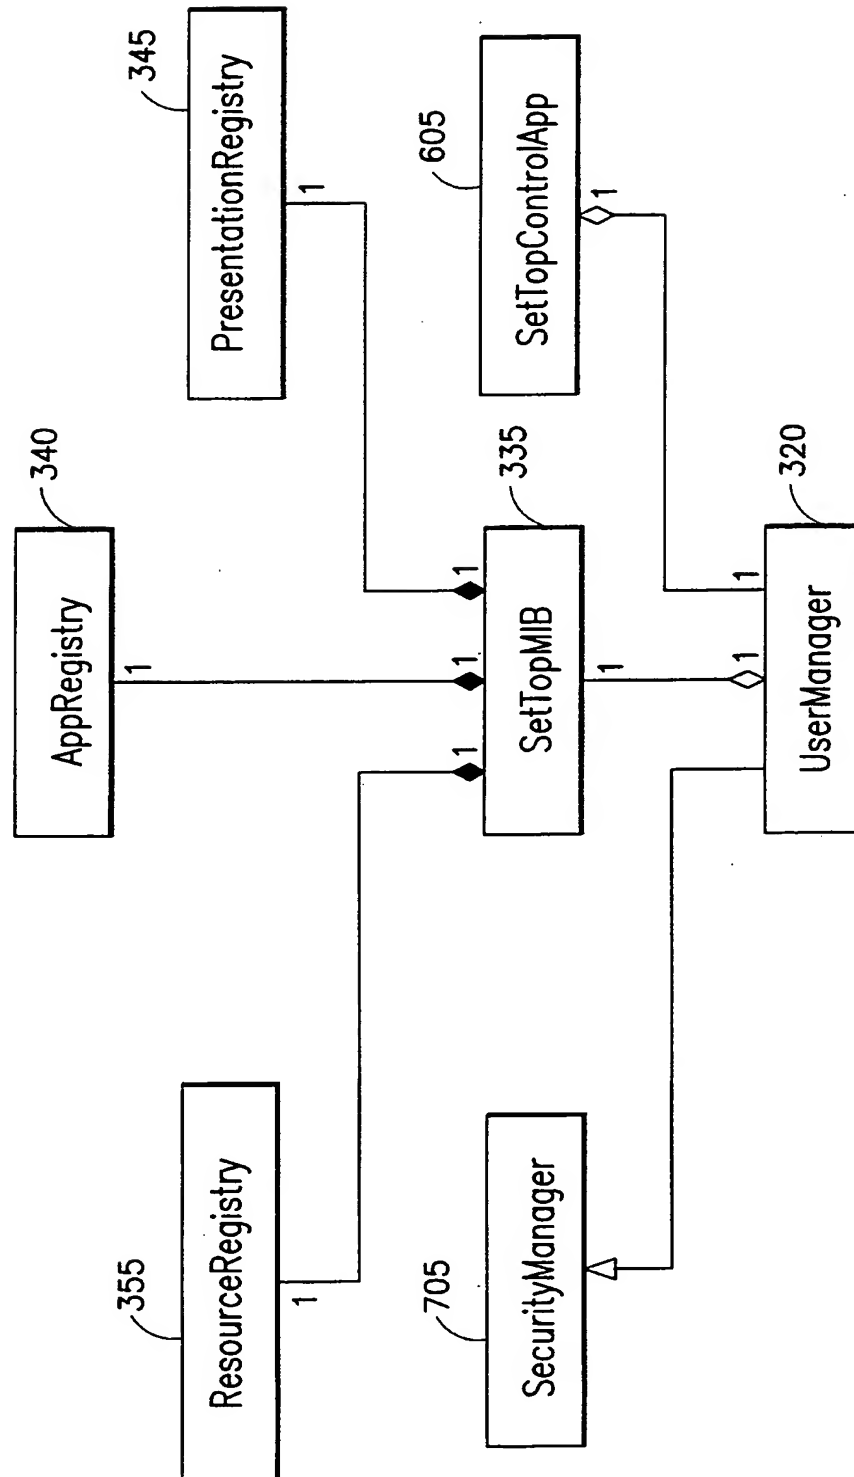 355
ResourceRegistry
1
340
AppRegistry
1
345
PresentationRegistry
1
705
SecurityManager
1
1
1
335
SetTopMIB
1
605
SetTopControlApp
1
1
1
320
UserManager